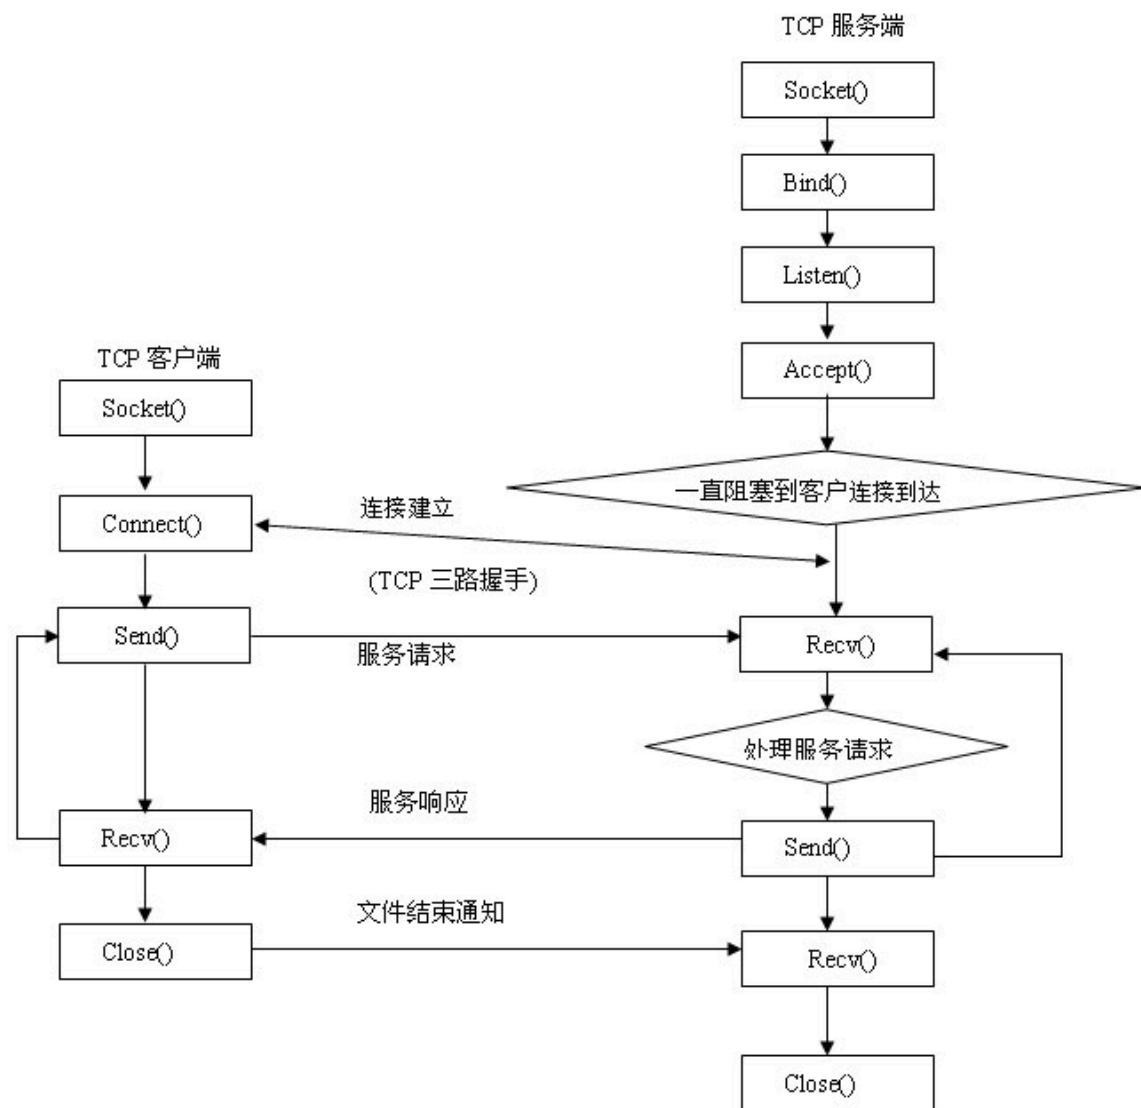 TCP 服务端
Socket()
Bind()
Listen()
Accept()
一直阻塞到客户连接到达
TCP 客户端
Socket()
Connect()
连接建立
(TCP 三路握手)
Send()
服务请求
Recv()
处理服务请求
服务响应
Recv()
Send()
文件结束通知
Close()
Recv()
Close()